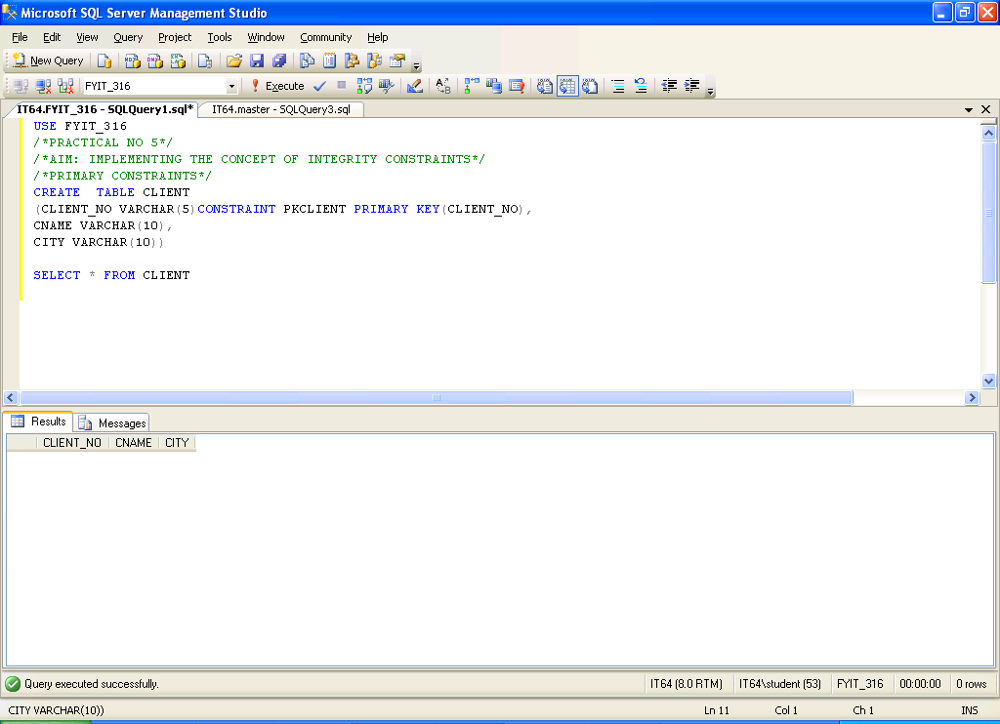 Microsoft SQL Server Management Studio
File Edit View Query Project Tools Window Community Help
New Query
FYIT_316 Execute
IT64.FYIT_316 - SQLQuery1.sql* IT64.master - SQLQuery3.sql
USE FYIT_316
/*PRACTICAL NO 5*/
/*AIM: IMPLEMENTING THE CONCEPT OF INTEGRITY CONSTRAINTS*/
/*PRIMARY CONSTRAINTS*/
CREATE  TABLE CLIENT
(CLIENT_NO VARCHAR(5)CONSTRAINT PKCLIENT PRIMARY KEY(CLIENT_NO),
CNAME VARCHAR(10),
CITY VARCHAR(10))
SELECT * FROM CLIENT
Results Messages
CLIENT_NO CNAME CITY
Query executed successfully. IT64 (8.0 RTM) IT64\student (53) FYIT_316 00:00:00 0 rows
CITY VARCHAR(10)) Ln 11 Col 1 Ch 1 INS